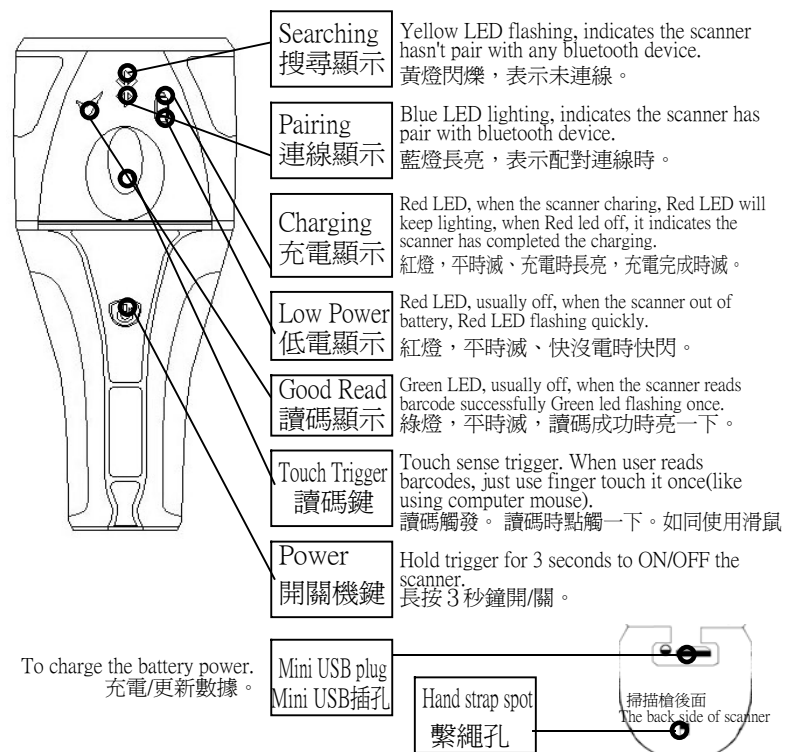 Searching
搜尋顯示
Yellow LED flashing, indicates the scanner
hasn't pair with any bluetooth device.
黃燈閃爍，表示未連線。
Pairing
連線顯示
Blue LED lighting, indicates the scanner has
pair with bluetooth device.
藍燈長亮，表示配對連線時。
Charging
充電顯示
Red LED, when the scanner charing, Red LED will
keep lighting, when Red led off, it indicates the
scanner has completed the charging.
紅燈，平時滅、充電時長亮，充電完成時滅。
Low Power
低電顯示
Red LED, usually off, when the scanner out of
battery, Red LED flashing quickly.
紅燈，平時滅、快沒電時快閃。
Good Read
讀碼顯示
Green LED, usually off, when the scanner reads
barcode successfully Green led flashing once.
綠燈，平時滅，讀碼成功時亮一下。
Touch Trigger
讀碼鍵
Touch sense trigger. When user reads
barcodes, just use finger touch it once(like
using computer mouse).
讀碼觸發。 讀碼時點觸一下。如同使用滑鼠
Power
開關機鍵
Hold trigger for 3 seconds to ON/OFF the
scanner.
長按３秒鐘開/關。
To charge the battery power.
充電/更新數據。
Mini USB plug
Mini USB插孔
Hand strap spot
繫繩孔
掃描槍後面
The back side of scanner